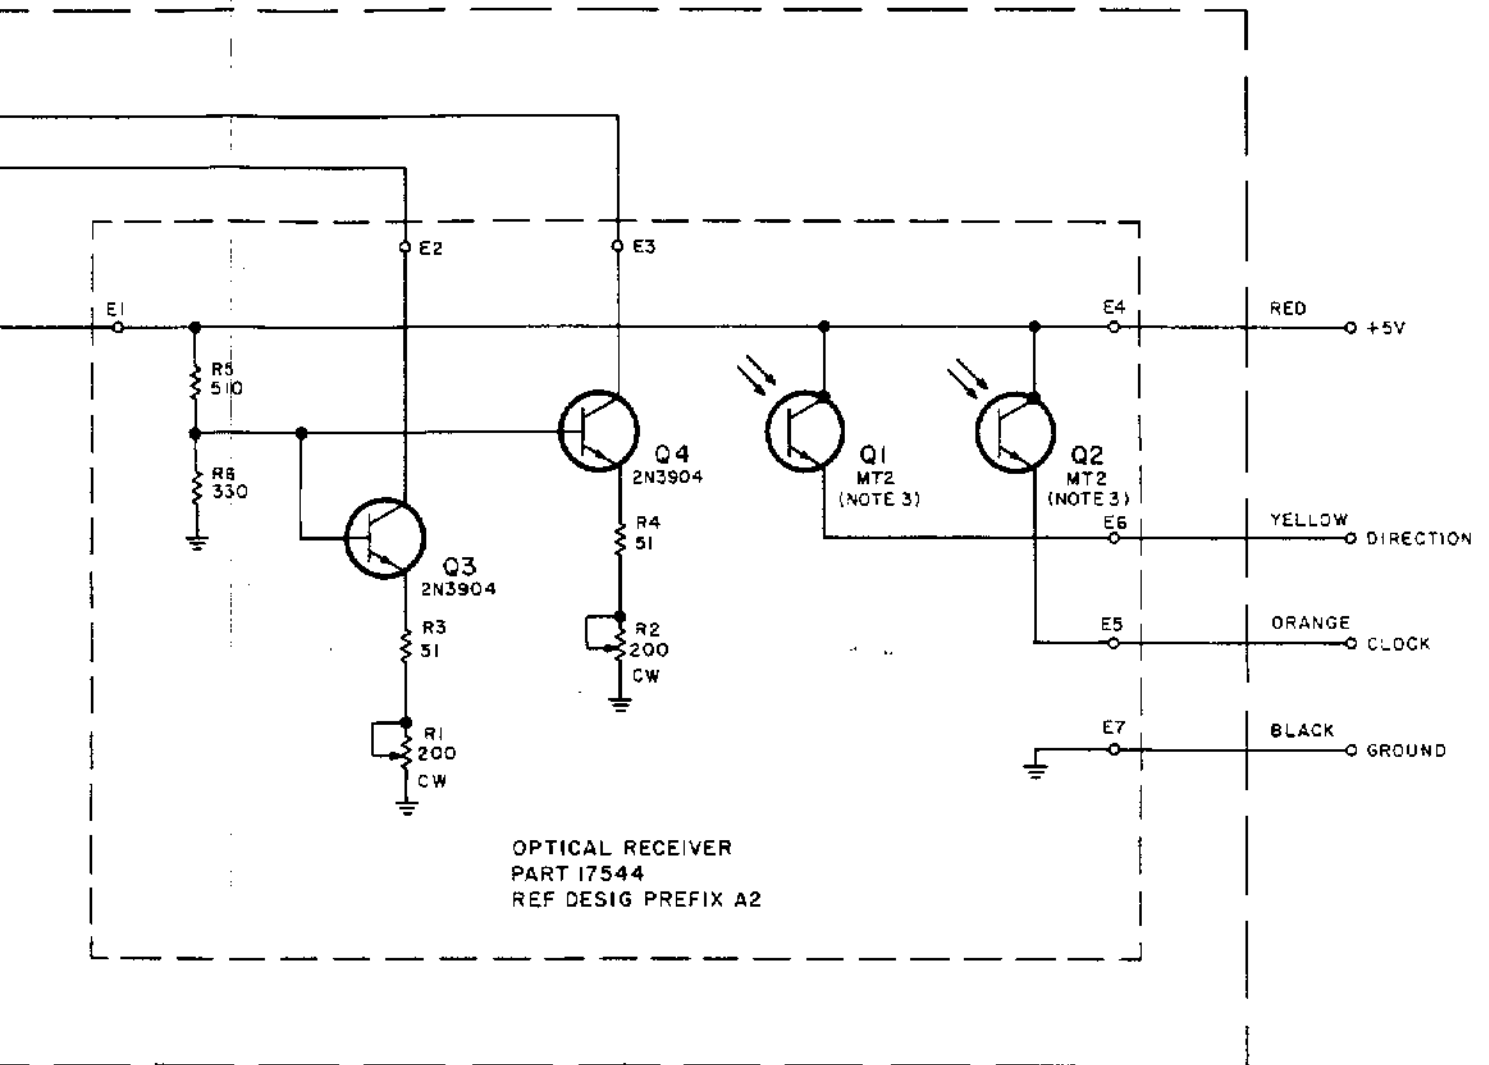 E2
E3
E1
E4
RED
+5V
R5
510
R6
330
Q4
2N3904
Q1
MT2
(NOTE 3)
Q2
MT2
(NOTE 3)
R4
51
E6
YELLOW
DIRECTION
Q3
2N3904
R3
51
R2
200
CW
E5
ORANGE
CLOCK
R1
200
CW
E7
BLACK
GROUND
OPTICAL RECEIVER
PART 17544
REF DESIG PREFIX A2